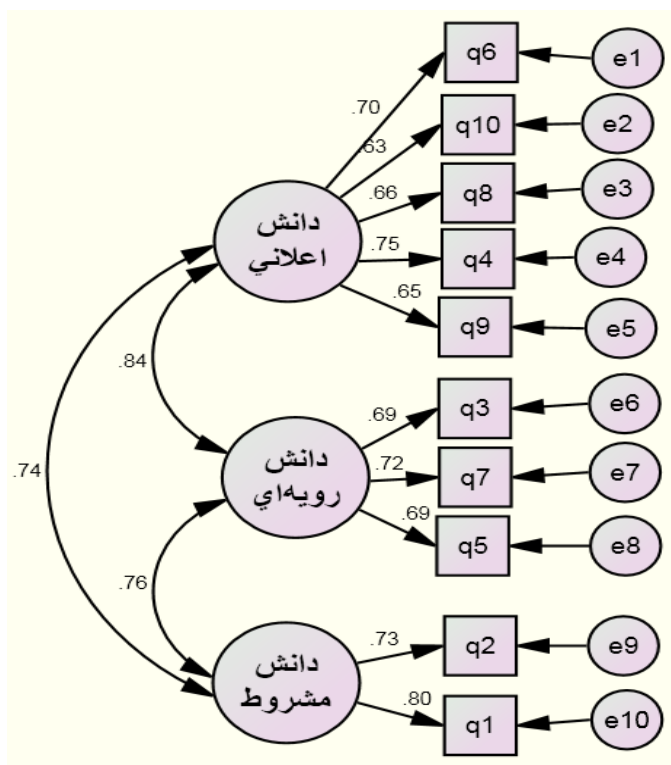 q6
e1
.70
q10
e2
.63
.66
q8
e3
دانش
اعلاني
.75
q4
e4
.65
q9
e5
.84
.69
q3
e6
دانش
رویه‌اي
.74
.72
q7
e7
.69
q5
e8
.76
.73
q2
e9
دانش
مشروط
.80
q1
e10